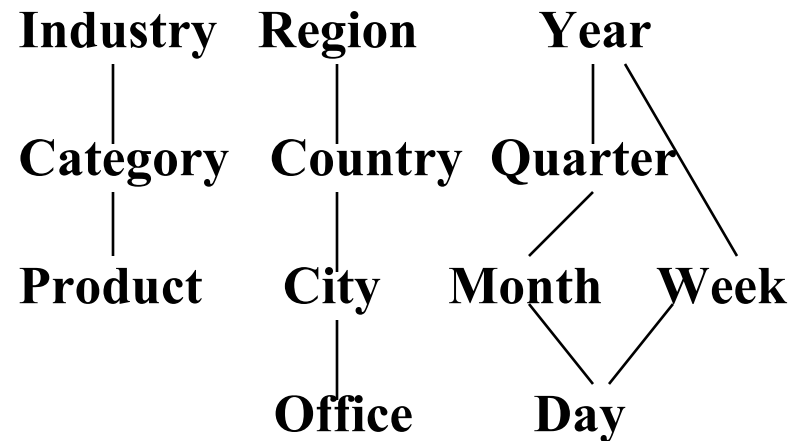 Industry Region Year
Category Country Quarter
Product City Month Week
Office Day